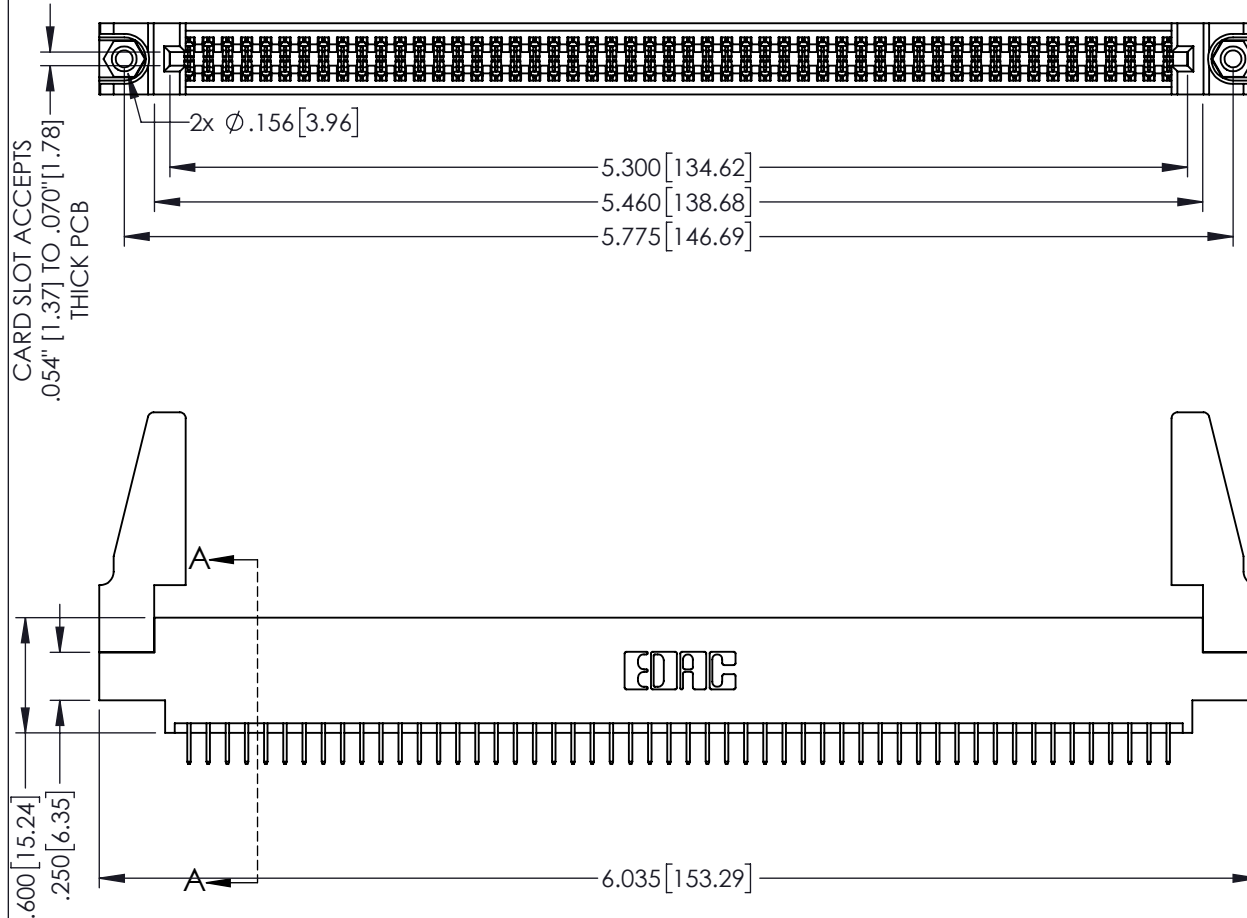 2x Ø.156[3.96]
5.300[134.62]
5.460[138.68]
5.775[146.69]
CARD SLOT ACCEPTS
.054" [1.37] TO .070"[1.78]
THICK PCB
A
EDAC
.600[15.24]
.250[6.35]
A
6.035[153.29]